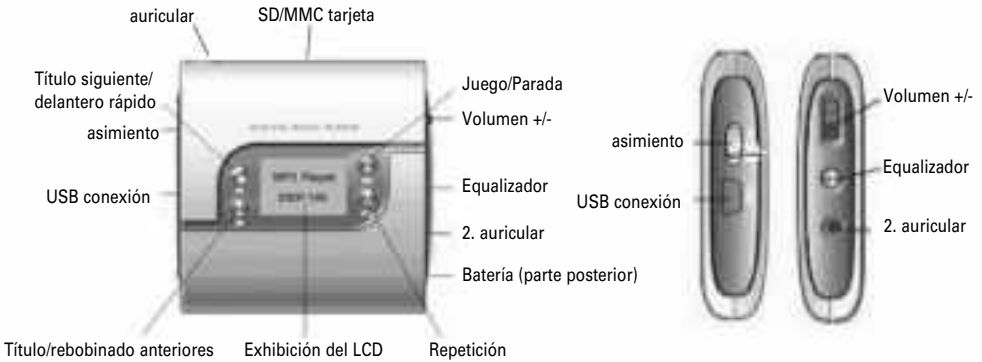 auricular
SD/MMC tarjeta
Título siguiente/
delantero rápido
asimiento
USB conexión
Juego/Parada
Volumen +/-
Equalizador
2. auricular
Batería (parte posterior)
MP3 Player
Título/rebobinado anteriores
Exhibición del LCD
Repetición
asimiento
USB conexión
Volumen +/-
Equalizador
2. auricular